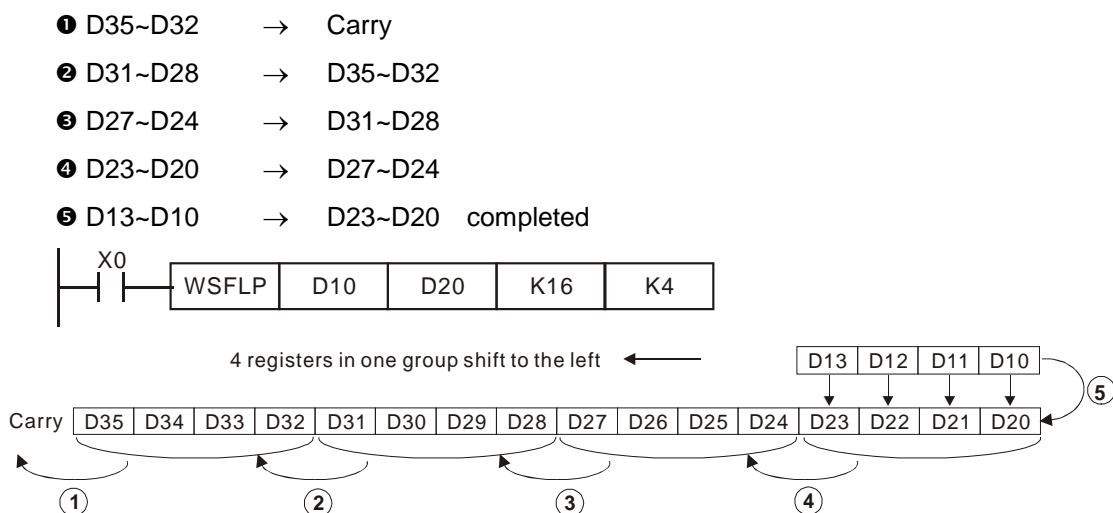 ❶ D35~D32 → Carry
❷ D31~D28 → D35~D32
❸ D27~D24 → D31~D28
❹ D23~D20 → D27~D24
❺ D13~D10 → D23~D20 completed
X0
WSFLP D10 D20 K16 K4
4 registers in one group shift to the left
D13 D12 D11 D10
⑤
Carry D35 D34 D33 D32 D31 D30 D29 D28 D27 D26 D25 D24 D23 D22 D21 D20
① ② ③ ④